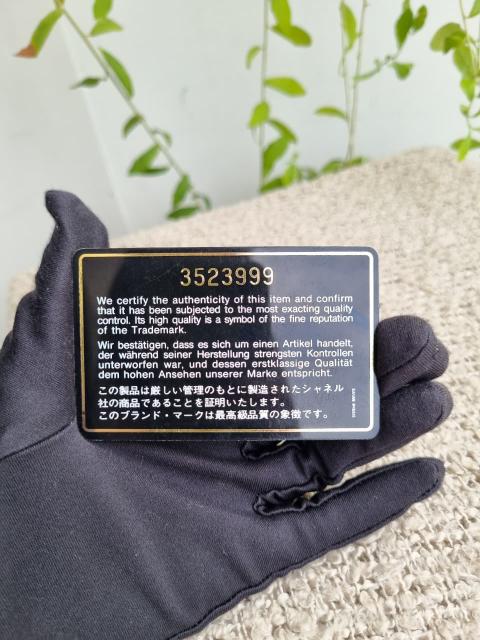 3523999
We certify the authenticity of this item and confirm
that it has been subjected to the most exacting quality
control. Its high quality is a symbol of the fine reputation
of the Trademark.
Wir bestätigen, dass es sich um einen Artikel handelt,
der während seiner Herstellung strengsten Kontrollen
unterworfen war, und dessen erstklassige Qualität
dem hohen Ansehen unserer Marke entspricht.
この製品は厳しい管理のもとに製造されたシャネル
社の商品であることを証明いたします。
このブランド・マークは最高級品質の象徴です。